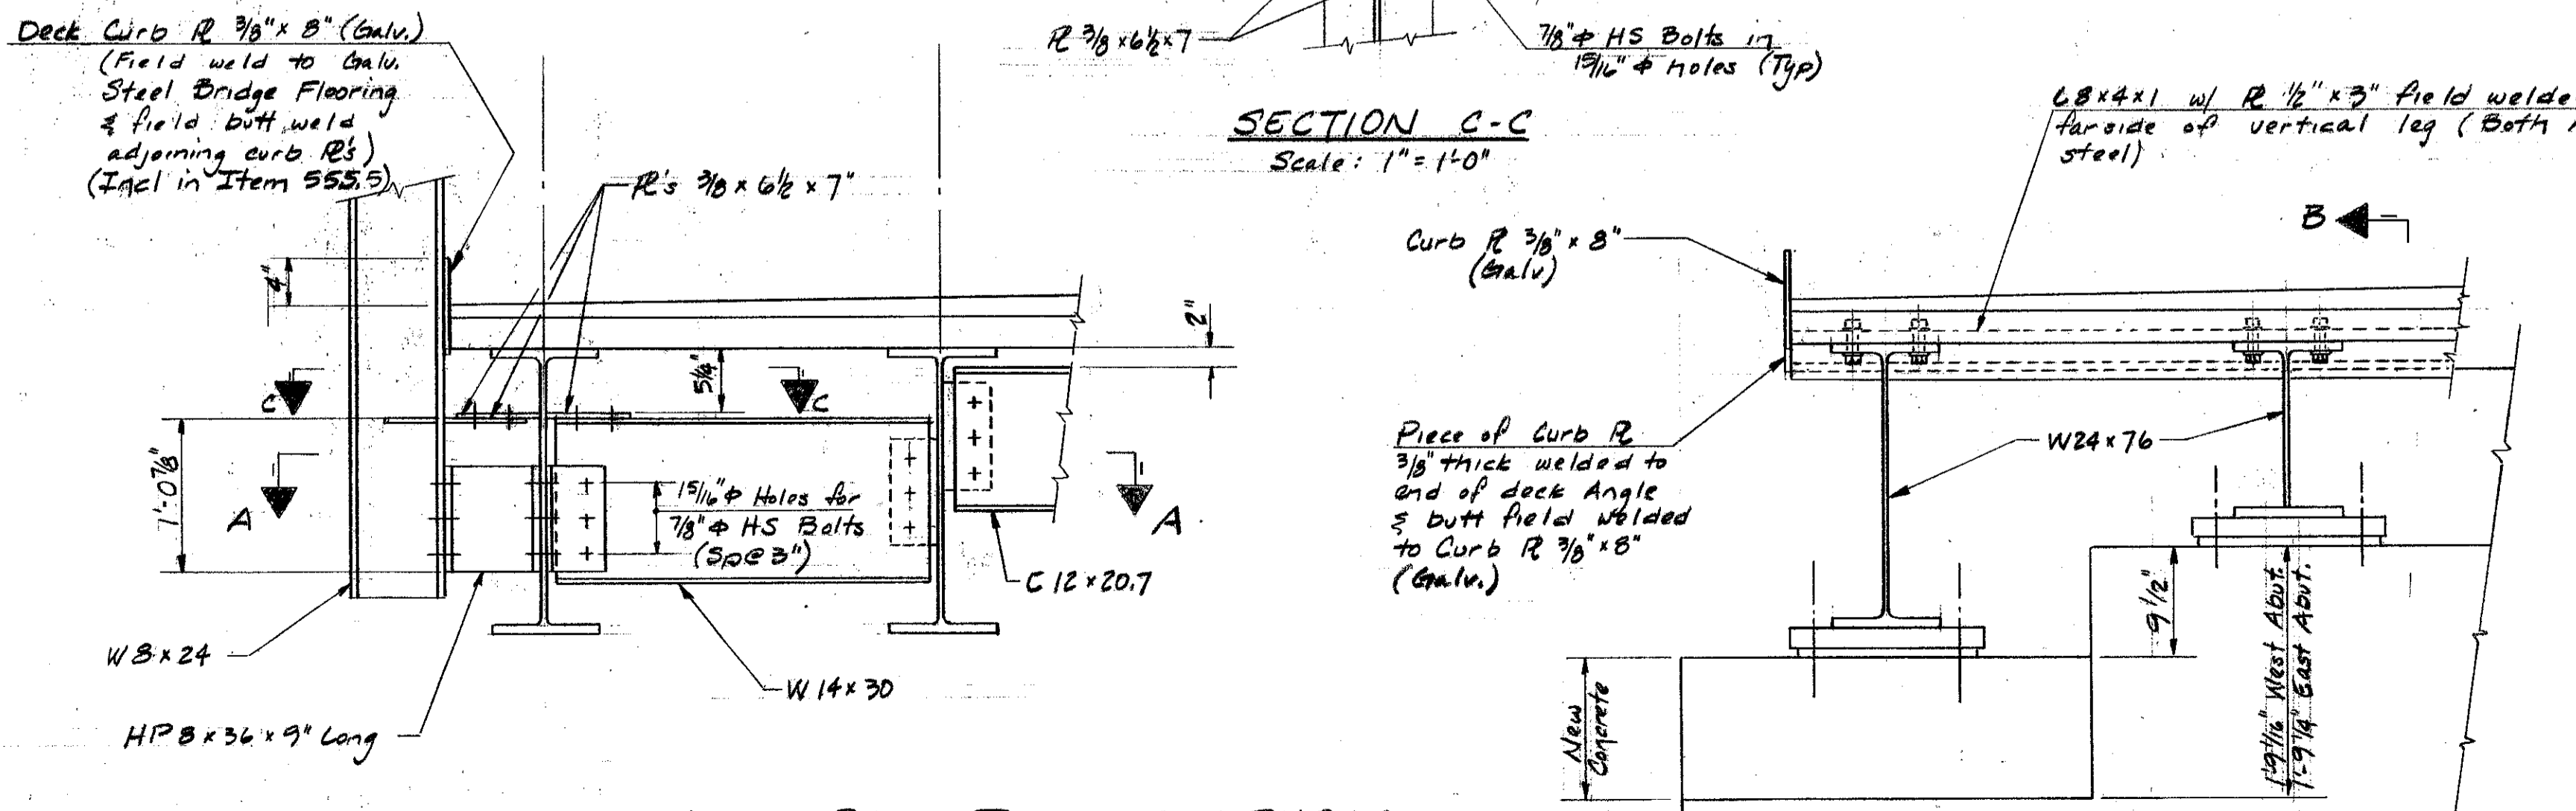 Deck Curb ℞ 3/8" x 8" (Galv.)
(Field weld to Galv.
Steel Bridge Flooring
& field butt weld
adjoining curb ℞'s)
(Incl in Item 555.5)
℞ 3/8 x 6½ x 7
7/8" Φ HS Bolts in
15/16" Φ Holes (Typ)
SECTION C-C
Scale: 1" = 1'-0"
L 8x4x1 w/ ℞ 1/2" x 3" field welde
far side of vertical leg (Both
steel)
℞'s 3/8 x 6½ x 7"
B
Curb ℞ 3/8" x 8"
(Galv)
4"
2"
5¼"
C
C
1'-0 7/8"
A
A
15/16" Φ Holes for
7/8" Φ HS Bolts
(Sp@ 3")
C 12 x 20.7
W 8 x 24
W 14 x 30
HP 8 x 36 x 9" Long
Piece of Curb ℞
3/8" thick welded to
end of deck Angle
& butt field welded
to Curb ℞ 3/8" x 8"
(Galv.)
W24 x 76
9 1/2"
New
Concrete
West Abut.
1'-9 1/4" East Abut.